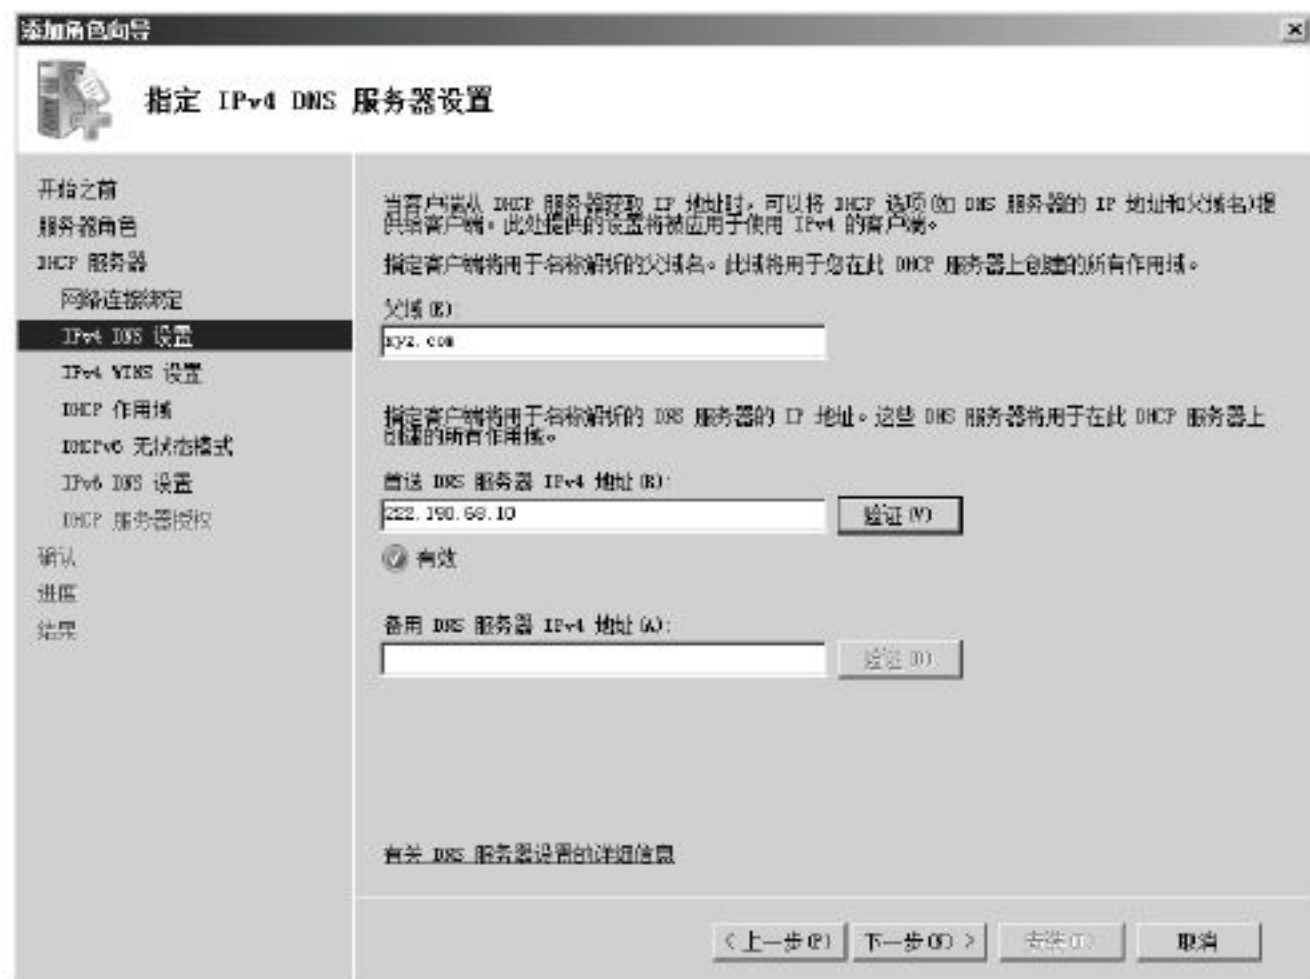 添加角色向导
指定 IPv4 DNS 服务器设置
开始之前
服务器角色
DHCP 服务器
网络连接绑定
IPv4 DNS 设置
IPv4 WINS 设置
DHCP 作用域
DHCPv6 无状态模式
IPv6 DNS 设置
DHCP 服务器授权
确认
进度
结果
当客户端从 DHCP 服务器获取 IP 地址时，可以将 DHCP 选项(如 DNS 服务器的 IP 地址和父域名)提
供给客户端。此处提供的设置将被应用于使用 IPv4 的客户端。
指定客户端将用于名称解析的父域名。此域将用于您在此 DHCP 服务器上创建的所有作用域。
父域(E):
xyz.com
指定客户端将用于名称解析的 DNS 服务器的 IP 地址。这些 DNS 服务器将用于在此 DHCP 服务器上
创建的所有作用域。
首选 DNS 服务器 IPv4 地址(R):
222.190.68.10
验证(V)
有效
备用 DNS 服务器 IPv4 地址(A):
验证(D)
有关 DNS 服务器设置的详细信息
< 上一步(P)
下一步(N) >
安装(I)
取消